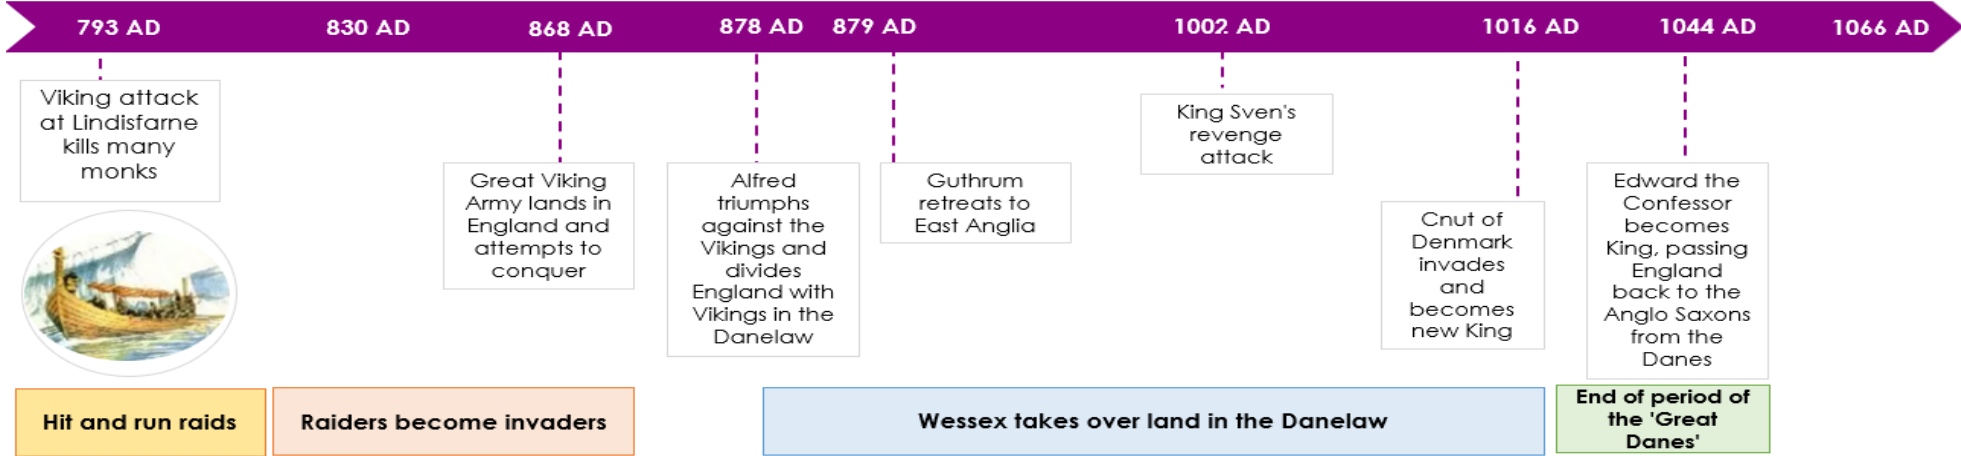 793 AD 830 AD 868 AD 878 AD 879 AD 1002 AD 1016 AD 1044 AD 1066 AD
Viking attack
at Lindisfarne
kills many
monks
Great Viking
Army lands in
England and
attempts to
conquer
Alfred
triumphs
against the
Vikings and
divides
England with
Vikings in the
Danelaw
Guthrum
retreats to
East Anglia
King Sven's
revenge
attack
Cnut of
Denmark
invades
and
becomes
new King
Edward the
Confessor
becomes
King, passing
England
back to the
Anglo Saxons
from the
Danes
Hit and run raids
Raiders become invaders
Wessex takes over land in the Danelaw
End of period of
the 'Great
Danes'